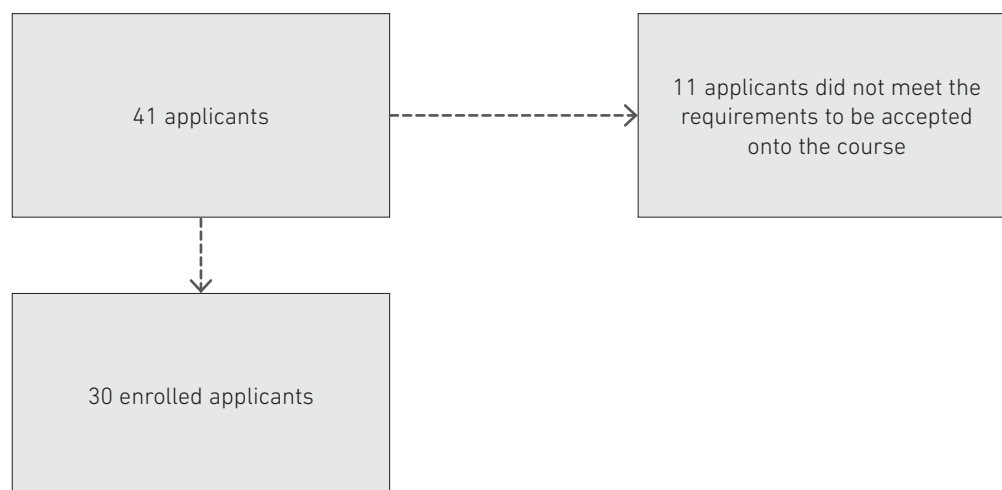 41 applicants
11 applicants did not meet the
requirements to be accepted
onto the course
30 enrolled applicants